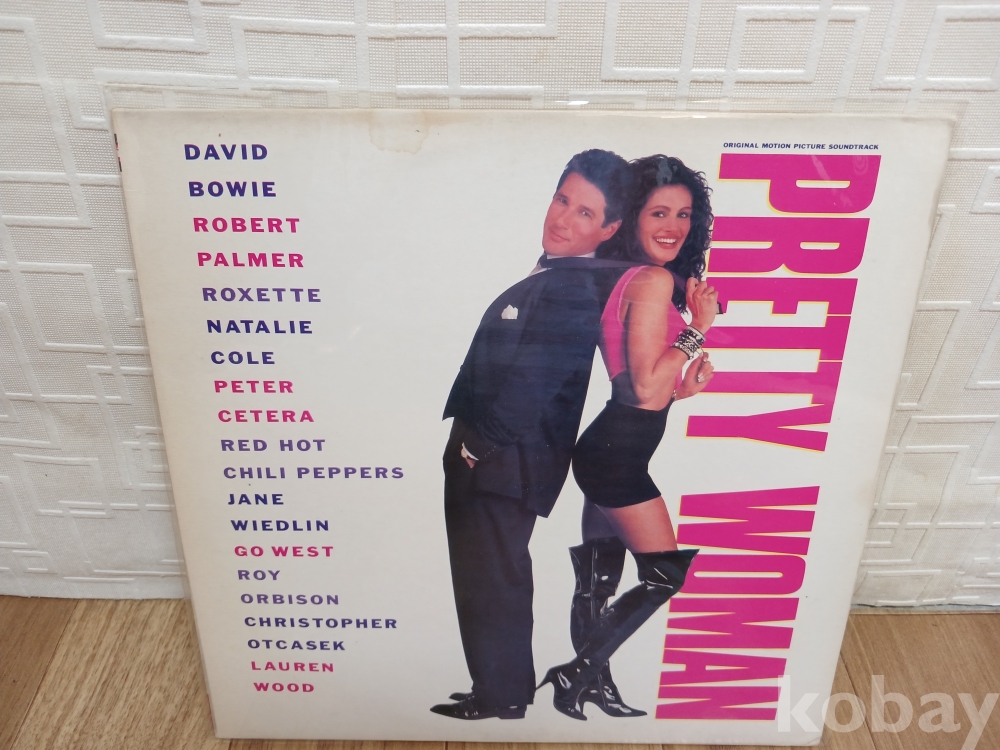 DAVID
BOWIE
ROBERT
PALMER
ROXETTE
NATALIE
COLE
PETER
CETERA
RED HOT
CHILI PEPPERS
JANE
WIEDLIN
GO WEST
ROY
ORBISON
CHRISTOPHER
OTCASEK
LAUREN
WOOD
ORIGINAL MOTION PICTURE SOUNDTRACK
PRETTY WOMAN
kobay